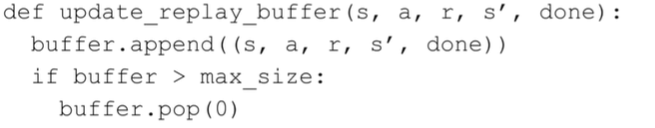 def update_replay_buffer(s, a, r, s′, done):
  buffer.append((s, a, r, s′, done))
  if buffer > max_size:
    buffer.pop(0)